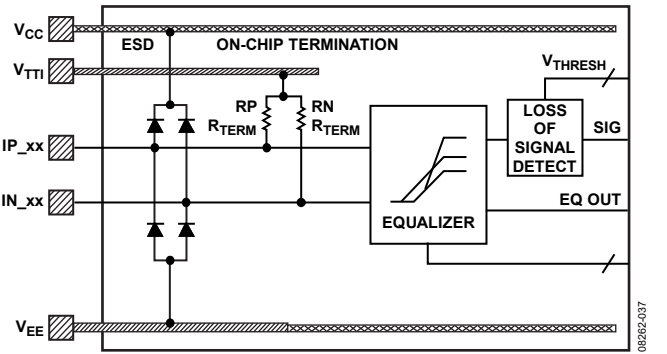 VCC
ESD
ON-CHIP TERMINATION
VTTI
VTHRESH
RP
RTERM
RN
RTERM
LOSS
OF
SIGNAL
DETECT
SIG
IP_xx
IN_xx
EQ OUT
EQUALIZER
VEE
08262-037